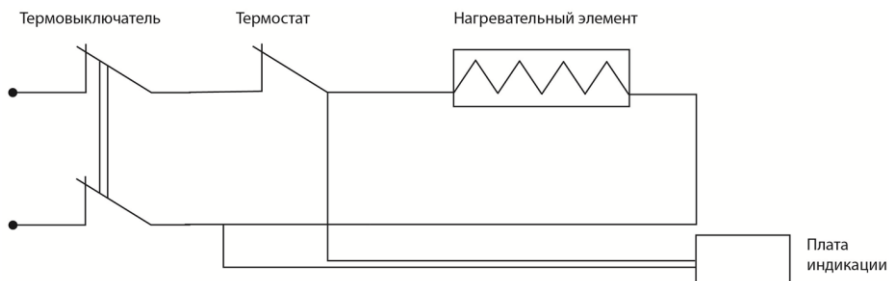 Термовыключатель
Термостат
Нагревательный элемент
Плата
индикации